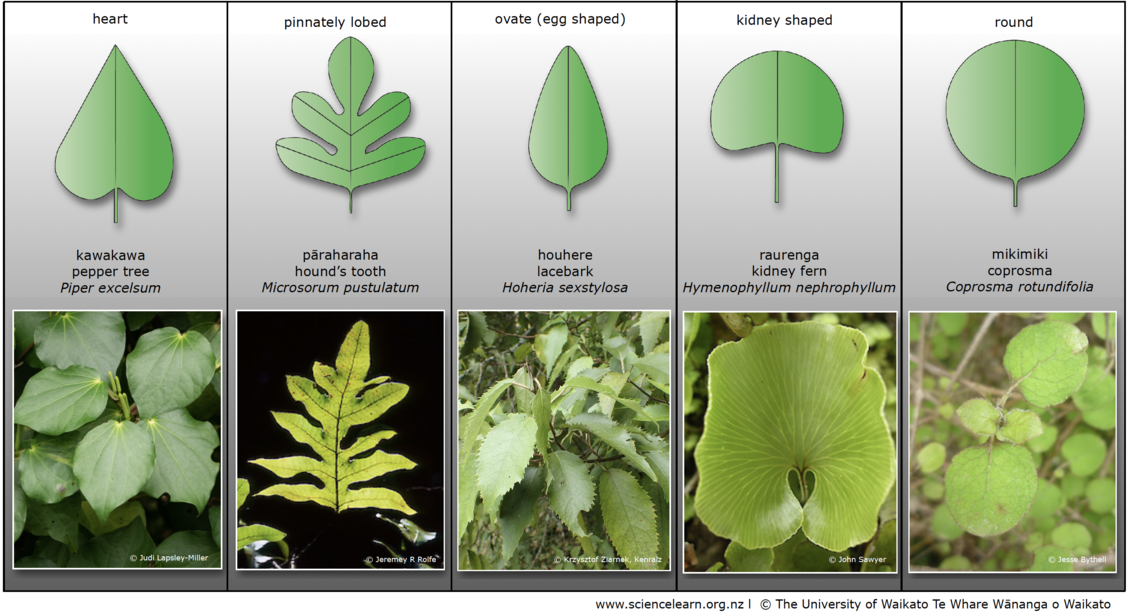 heart
pinnately lobed
ovate (egg shaped)
kidney shaped
round
kawakawa
pepper tree
Piper excelsum
pāraharaha
hound's tooth
Microsorum pustulatum
houhere
lacebark
Hoheria sexstylosa
raurenga
kidney fern
Hymenophyllum nephrophyllum
mikimiki
coprosma
Coprosma rotundifolia
© Judi Lapsley-Miller
© Jeremey R Rolfe
© Krzysztof Ziarnek, Kenraiz
© John Sawyer
© Jesse Bythell
www.sciencelearn.org.nz l © The University of Waikato Te Whare Wānanga o Waikato